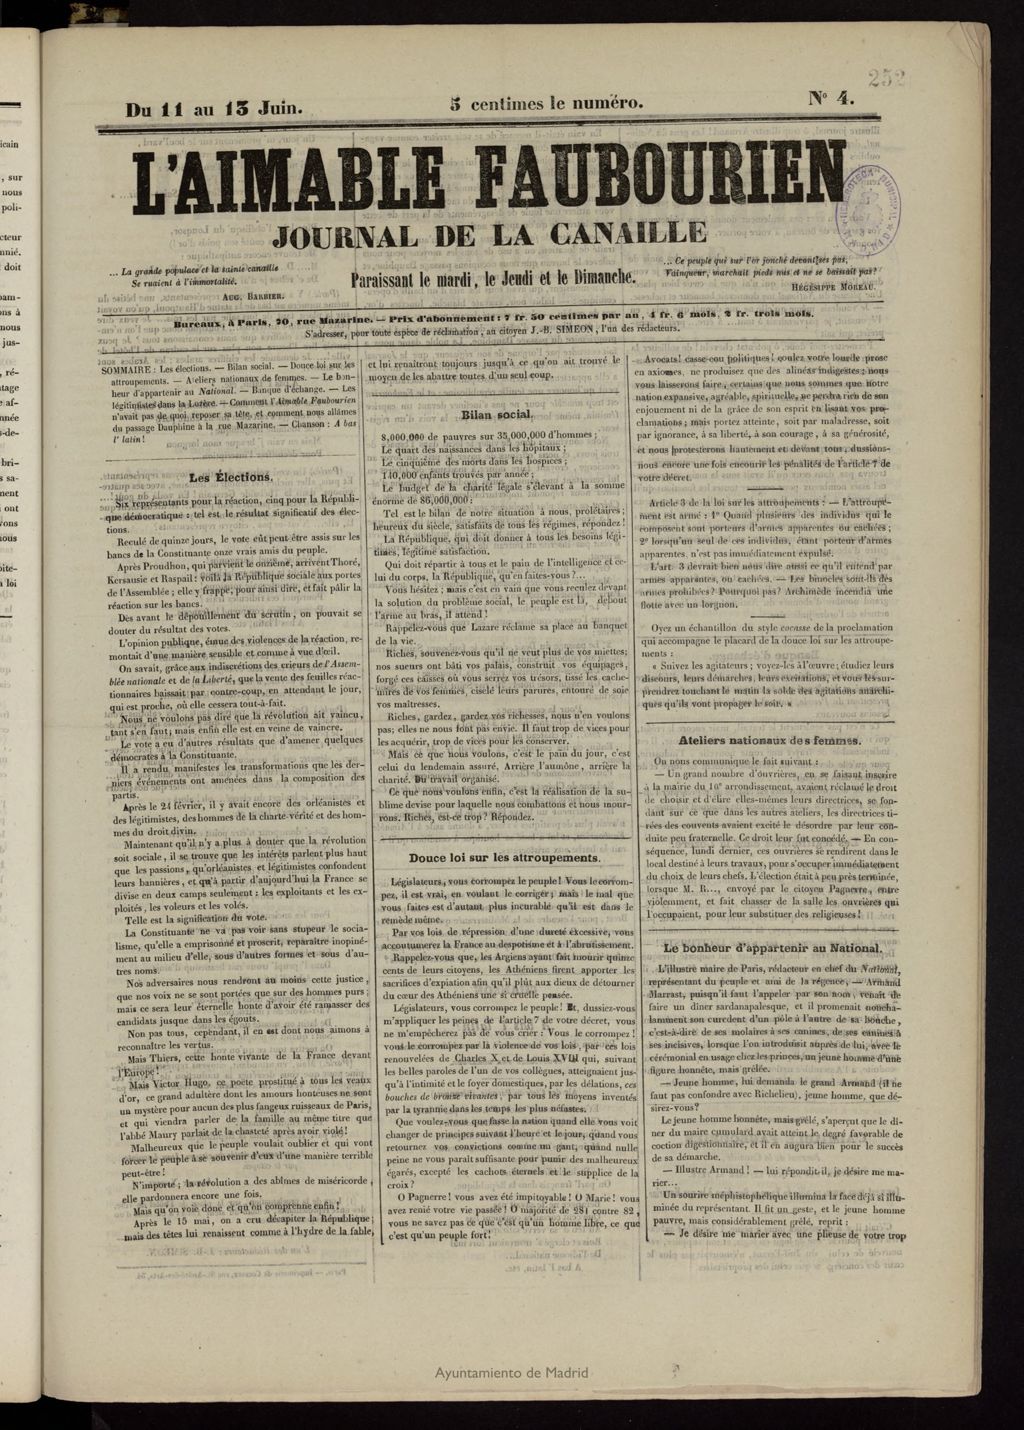 232
Du 11 au 13 Juin.
5 centimes le numéro.
N° 4.
L'AIMABLE FAUBOURIEN
JOURNAL DE LA CANAILLE
... La grande populace et la sainte canaille
Se ruaient à l'immortalité.
AUG. BARBIER.
Paraissant le mardi, le Jeudi et le Dimanche.
... Ce peuple qui sur l'or jonché devant ses pas,
Vainqueur, marchait pieds nus et ne se baissait pas?
HÉGÉSIPPE MOREAU.
Bureaux, à Paris, 20, rue Mazarine. — Prix d'abonnement : 7 fr. 50 centimes par an, 4 fr. 6 mois, 2 fr. trois mois.
S'adresser, pour toute espèce de réclamation, au citoyen J.-B. SIMEON, l'un des rédacteurs.
SOMMAIRE : Les élections. — Bilan social. — Douce loi sur les
attroupements. — Ateliers nationaux de femmes. — Le bon-
heur d'appartenir au National. — Banque d'échange. — Les
légitimistes dans la Lozère. — Comment l'Aimable Faubourien
n'avait pas de quoi reposer sa tête, et comment nous allâmes
du passage Dauphine à la rue Mazarine. — Chanson : A bas
l' latin !
Les Élections.
Six représentants pour la réaction, cinq pour la Républi-
que démocratique : tel est le résultat significatif des élec-
tions.
Reculé de quinze jours, le vote eût peut-être assis sur les
bancs de la Constituante onze vrais amis du peuple.
Après Proudhon, qui parvient le onzième, arrivent Thoré,
Kersausie et Raspail : voilà la République sociale aux portes
de l'Assemblée ; elle y frappe, pour ainsi dire, et fait pâlir la
réaction sur les bancs.
Dès avant le dépouillement du scrutin, on pouvait se
douter du résultat des votes.
L'opinion publique, émue des violences de la réaction, re-
montait d'une manière sensible et comme à vue d'œil.
On savait, grâce aux indiscrétions des crieurs de l'Assem-
blée nationale et de la Liberté, que la vente des feuilles réac-
tionnaires baissait par contre-coup, en attendant le jour,
qui est proche, où elle cessera tout-à-fait.
Nous ne voulons pas dire que la révolution ait vaincu,
tant s'en faut ; mais enfin elle est en veine de vaincre.
Le vote a eu d'autres résultats que d'amener quelques
démocrates à la Constituante.
Il a rendu manifestes les transformations que les der-
niers événements ont amenées dans la composition des
partis.
Après le 24 février, il y avait encore des orléanistes et
des légitimistes, des hommes de la charte-vérité et des hom-
mes du droit divin.
Maintenant qu'il n'y a plus à douter que la révolution
soit sociale, il se trouve que les intérêts parlent plus haut
que les passions, qu'orléanistes et légitimistes confondent
leurs bannières, et qu'à partir d'aujourd'hui la France se
divise en deux camps seulement : les exploitants et les ex-
ploités, les voleurs et les volés.
Telle est la signification du vote.
La Constituante ne va pas voir sans stupeur le socia-
lisme, qu'elle a emprisonné et proscrit, reparaître inopiné-
ment au milieu d'elle, sous d'autres formes et sous d'au-
tres noms.
Nos adversaires nous rendront au moins cette justice,
que nos voix ne se sont portées que sur des hommes purs ;
mais ce sera leur éternelle honte d'avoir été ramasser des
candidats jusque dans les égouts.
Non pas tous, cependant, il en est dont nous aimons à
reconnaître les vertus.
Mais Thiers, cette honte vivante de la France devant
l'Europe !
Mais Victor Hugo, ce poète prostitué à tous les veaux
d'or, ce grand adultère dont les amours honteuses ne sont
un mystère pour aucun des plus fangeux ruisseaux de Paris,
et qui viendra parler de la famille au même titre que
l'abbé Maury parlait de la chasteté après avoir violé !
Malheureux que le peuple voulait oublier et qui vont
forcer le peuple à se souvenir d'eux d'une manière terrible
peut-être !
N'importe ; la révolution a des abîmes de miséricorde,
elle pardonnera encore une fois.
Mais qu'on voie donc et qu'on comprenne enfin !
Après le 15 mai, on a cru décapiter la République ;
mais des têtes lui renaissent comme à l'hydre de la fable,
et lui renaîtront toujours jusqu'à ce qu'on ait trouvé le
moyen de les abattre toutes d'un seul coup.
Bilan social.
8,000,000 de pauvres sur 35,000,000 d'hommes ;
Le quart des naissances dans les hôpitaux ;
Le cinquième des morts dans les hospices ;
140,000 enfants trouvés par année ;
Le budget de la charité légale s'élevant à la somme
énorme de 86,000,000 ;
Tel est le bilan de notre situation à nous, prolétaires ;
heureux du siècle, satisfaits de tous les régimes, répondez !
La République, qui doit donner à tous les besoins légi-
times, légitime satisfaction.
Qui doit répartir à tous et le pain de l'intelligence et ce-
lui du corps, la République, qu'en faites-vous ?...
Vous hésitez ; mais c'est en vain que vous reculez devant
la solution du problème social, le peuple est là, debout
l'arme au bras, il attend !
Rappelez-vous que Lazare réclame sa place au banquet
de la vie.
Riches, souvenez-vous qu'il ne veut plus de vos miettes ;
nos sueurs ont bâti vos palais, construit vos équipages,
forgé ces caisses où vous serrez vos trésors, tissé les cache-
mires de vos femmes, ciselé leurs parures, entouré de soie
vos maîtresses.
Riches, gardez, gardez vos richesses, nous n'en voulons
pas ; elles ne nous font pas envie. Il faut trop de vices pour
les acquérir, trop de vices pour les conserver.
Mais ce que nous voulons, c'est le pain du jour, c'est
celui du lendemain assuré. Arrière l'aumône, arrière la
charité. Du travail organisé.
Ce que nous voulons enfin, c'est la réalisation de la su-
blime devise pour laquelle nous combattons et nous mour-
rons. Riches, est-ce trop ? Répondez.
Douce loi sur les attroupements.
Législateurs, vous corrompez le peuple ! Vous le corrom-
pez, il est vrai, en voulant le corriger ; mais le mal que
vous faites est d'autant plus incurable qu'il est dans le
remède même.
Par vos lois de répression d'une dureté excessive, vous
accoutumerez la France au despotisme et à l'abrutissement.
Rappelez-vous que, les Argiens ayant fait mourir quinze
cents de leurs citoyens, les Athéniens firent apporter les
sacrifices d'expiation afin qu'il plût aux dieux de détourner
du cœur des Athéniens une si cruelle pensée.
Législateurs, vous corrompez le peuple ! Et, dussiez-vous
m'appliquer les peines de l'article 7 de votre décret, vous
ne m'empêcherez pas de vous crier : Vous le corrompez !
vous le corrompez par la violence de vos lois, par ces lois
renouvelées de Charles X et de Louis XVIII qui, suivant
les belles paroles de l'un de vos collègues, atteignaient jus-
qu'à l'intimité et le foyer domestiques, par les délations, ces
bouches de bronze vivantes, par tous les moyens inventés
par la tyrannie dans les temps les plus néfastes.
Que voulez-vous que fasse la nation quand elle vous voit
changer de principes suivant l'heure et le jour, quand vous
retournez vos convictions comme un gant, quand nulle
peine ne vous paraît suffisante pour punir des malheureux
égarés, excepté les cachots éternels et le supplice de la
croix ?
O Pagnerre ! vous avez été impitoyable ! O Marie ! vous
avez renié votre vie passée ! O majorité de 281 contre 82,
vous ne savez pas ce que c'est qu'un homme libre, ce que
c'est qu'un peuple fort !
Avocats ! casse-cou politiques ! coulez votre lourde prose
en axiomes, ne produisez que des alinéas indigestes ; nous
vous laisserons faire, certains que nous sommes que notre
nation expansive, agréable, spirituelle, ne perdra rien de son
enjouement ni de la grâce de son esprit en lisant vos pro-
clamations ; mais portez atteinte, soit par maladresse, soit
par ignorance, à sa liberté, à son courage, à sa générosité,
et nous protesterons hautement et devant tous, dussions-
nous encore une fois encourir les pénalités de l'article 7 de
votre décret.
Article 3 de la loi sur les attroupements : — L'attroupe-
ment est armé : 1° Quand plusieurs des individus qui le
composent sont porteurs d'armes apparentes ou cachées ;
2° lorsqu'un seul de ces individus, étant porteur d'armes
apparentes, n'est pas immédiatement expulsé.
L'art. 3 devrait bien nous dire aussi ce qu'il entend par
armes apparentes, ou cachées. — Les binocles sont-ils des
armes prohibées ? Pourquoi pas ? Archimède incendia une
flotte avec un lorgnon.
Oyez un échantillon du style cocasse de la proclamation
qui accompagne le placard de la douce loi sur les attroupe-
ments :
« Suivez les agitateurs ; voyez-les à l'œuvre ; étudiez leurs
discours, leurs démarches, leurs excitations, et vous les sur-
prendrez touchant le matin la solde des agitations anarchi-
ques qu'ils vont propager le soir. »
Ateliers nationaux des femmes.
On nous communique le fait suivant :
— Un grand nombre d'ouvrières, en se faisant inscrire
à la mairie du 10e arrondissement, avaient réclamé le droit
de choisir et d'élire elles-mêmes leurs directrices, se fon-
dant sur ce que dans les autres ateliers, les directrices ti-
rées des couvents avaient excité le désordre par leur con-
duite peu fraternelle. Ce droit leur fut concédé. — En con-
séquence, lundi dernier, ces ouvrières se rendirent dans le
local destiné à leurs travaux, pour s'occuper immédiatement
du choix de leurs chefs. L'élection était à peu près terminée,
lorsque M. R..., envoyé par le citoyen Pagnerre, entre
violemment, et fait chasser de la salle les ouvrières qui
l'occupaient, pour leur substituer des religieuses !
Le bonheur d'appartenir au National.
L'illustre maire de Paris, rédacteur en chef du National,
représentant du peuple et ami de la régence, — Armand
Marrast, puisqu'il faut l'appeler par son nom, venait de
faire un dîner sardanapalesque, et il promenait noncha-
lamment son curedent d'un pôle à l'autre de sa bouche,
c'est-à-dire de ses molaires à ses canines, de ses canines à
ses incisives, lorsque l'on introduisit auprès de lui, avec le
cérémonial en usage chez les princes, un jeune homme d'une
figure honnête, mais grêlée.
— Jeune homme, lui demanda le grand Armand (il ne
faut pas confondre avec Richelieu), jeune homme, que dé-
sirez-vous ?
Le jeune homme honnête, mais grêlé, s'aperçut que le dî-
ner du maire cumulard avait atteint le degré favorable de
coction digestionnaire, et il en augura bien pour le succès
de sa démarche.
— Illustre Armand ! — lui répondit-il, je désire me ma-
rier...
Un sourire méphistophélique illumina la face déjà si illu-
minée du représentant. Il fit un geste, et le jeune homme
pauvre, mais considérablement grêlé, reprit :
— Je désire me marier avec une plieuse de votre trop
Ayuntamiento de Madrid